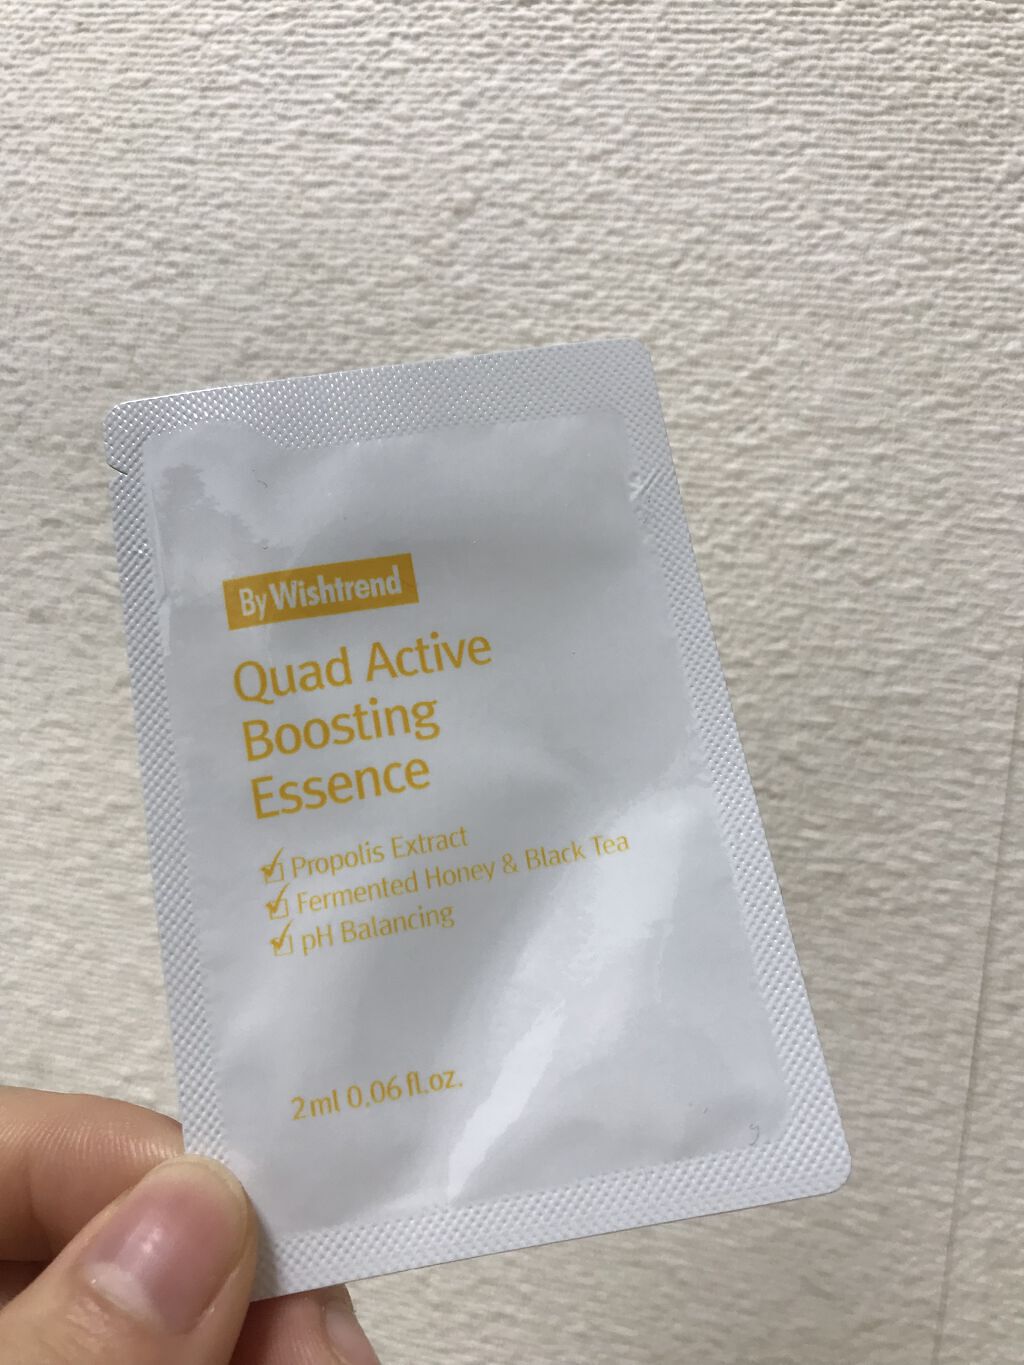 By Wishtrend
Quad Active
Boosting
Essence
☑ Propolis Extract
☑ Fermented Honey & Black Tea
☑ pH Balancing
2ml 0.06 fl.oz.